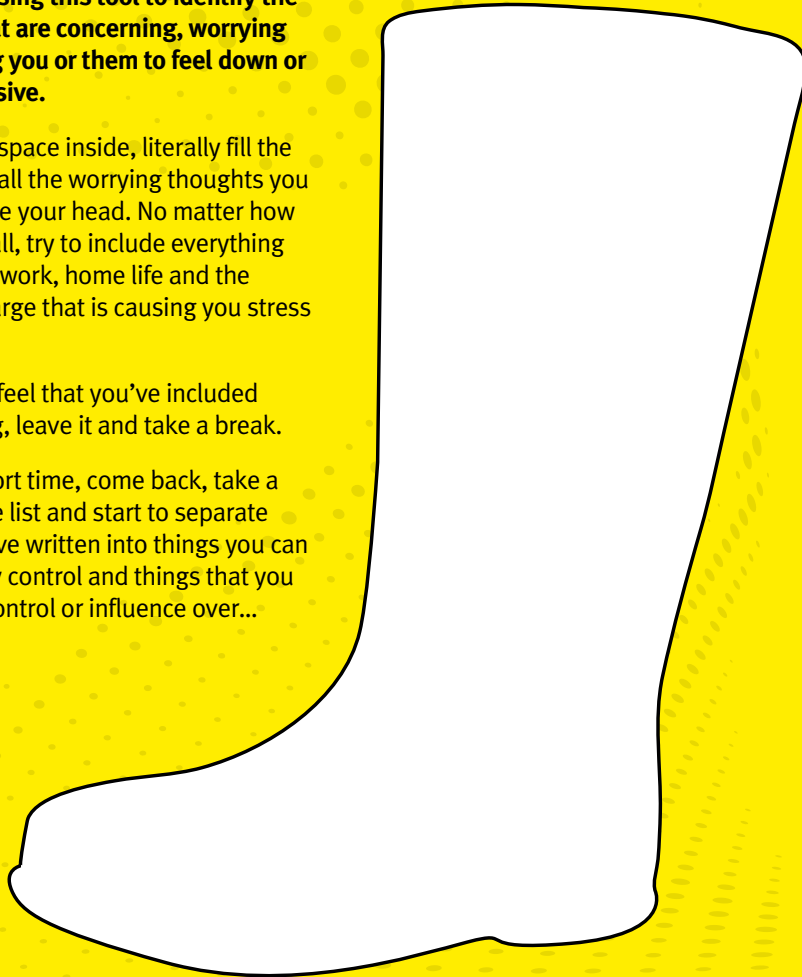 sing this tool to identify the
t are concerning, worrying
g you or them to feel down or
sive.
space inside, literally fill the
all the worrying thoughts you
e your head. No matter how
all, try to include everything
work, home life and the
arge that is causing you stress
feel that you’ve included
g, leave it and take a break.
ort time, come back, take a
e list and start to separate
ve written into things you can
y control and things that you
ontrol or influence over...